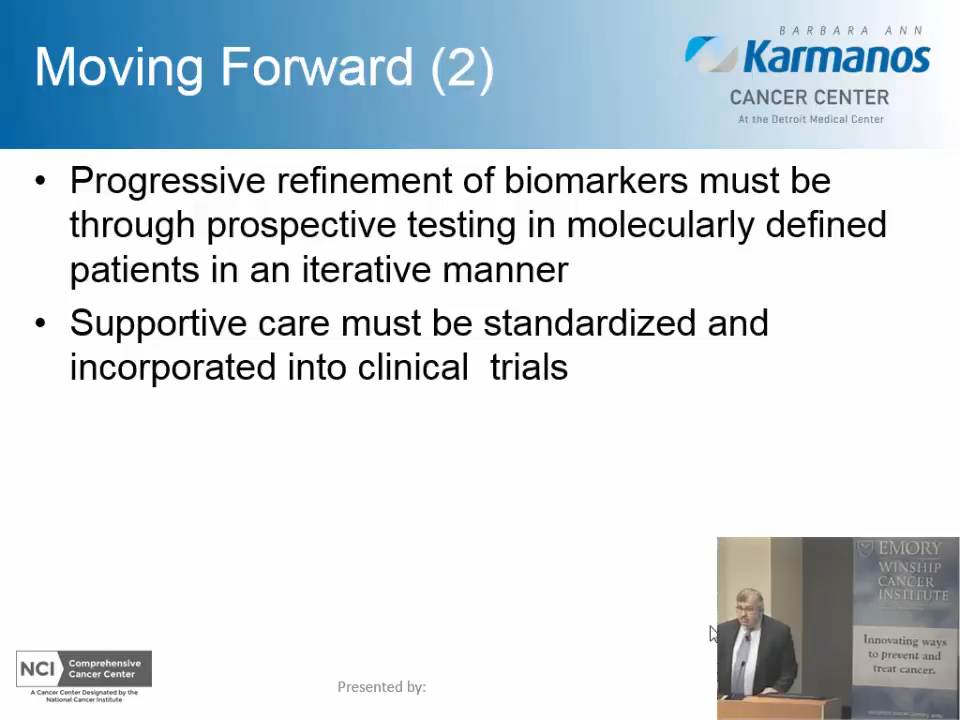 Moving Forward (2)
BARBARA ANN
Karmanos
CANCER CENTER
At the Detroit Medical Center
• Progressive refinement of biomarkers must be
through prospective testing in molecularly defined
patients in an iterative manner
• Supportive care must be standardized and
incorporated into clinical trials
EMORY
WINSHIP
CANCER
INSTITUTE
Innovating ways
to prevent and
treat cancer.
NCI
Comprehensive
Cancer Center
A Cancer Center Designated by the
National Cancer Institute
Presented by: